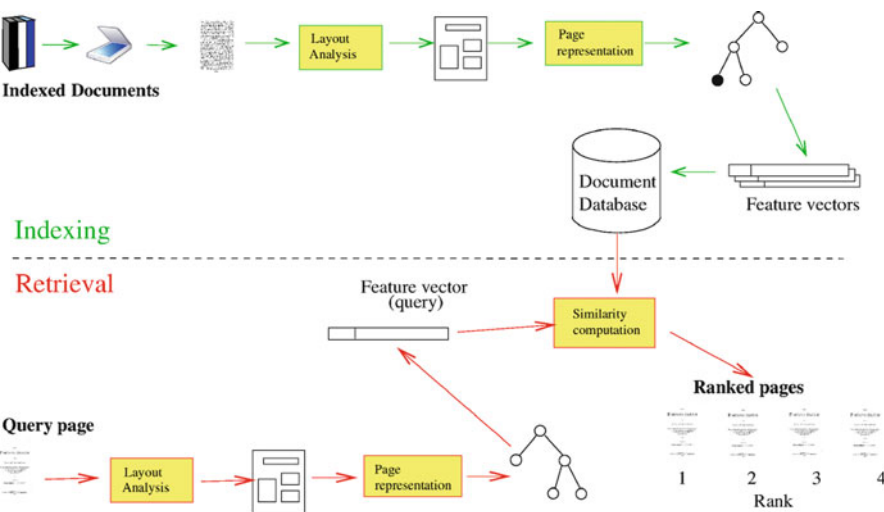 Indexed Documents
Layout
Analysis
Page
representation
Document
Database
Feature vectors
Indexing
Retrieval
Feature vector
(query)
Similarity
computation
Ranked pages
Query page
Layout
Analysis
Page
representation
1 2 3 4
Rank